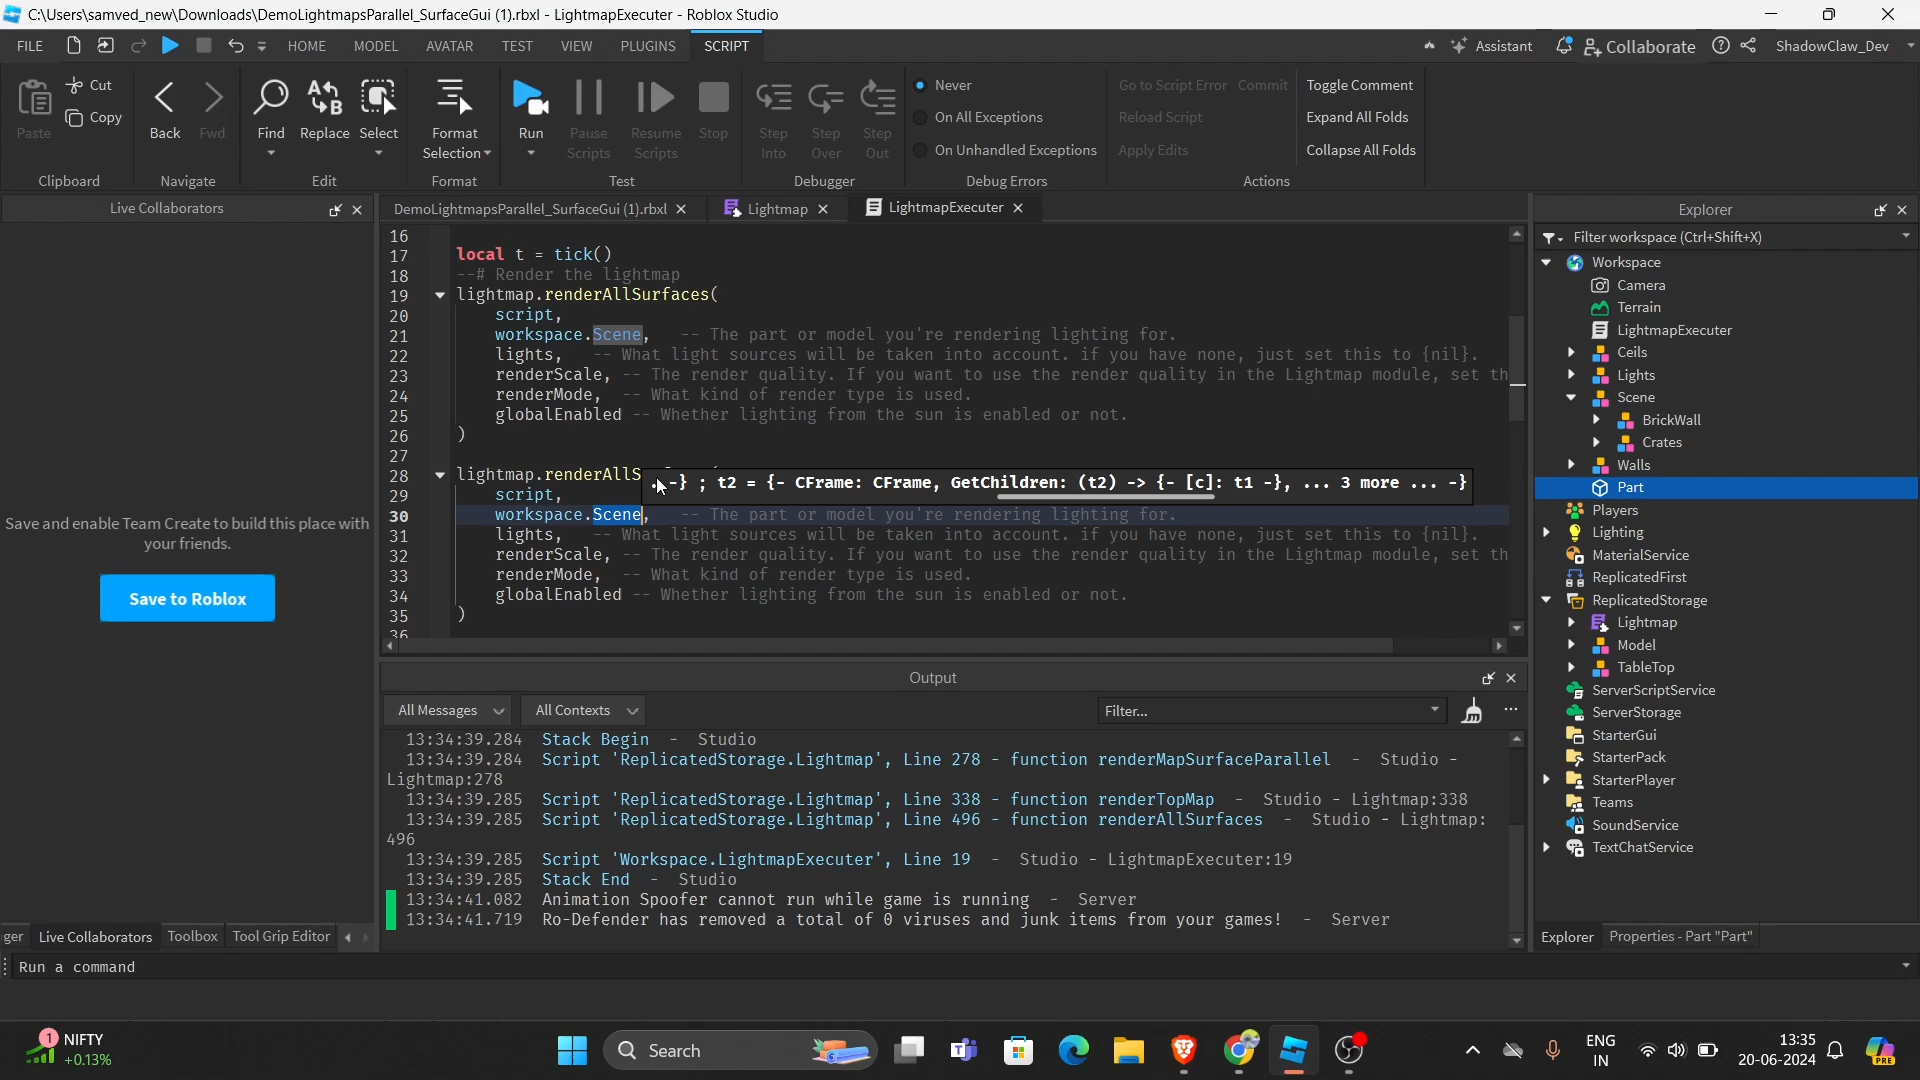 C:\Users\samved_new\Downloads\DemoLightmapsParallel_SurfaceGui (1).rbxl - LightmapExecuter - Roblox Studio
FILE HOME MODEL AVATAR TEST VIEW PLUGINS SCRIPT Assistant Collaborate ShadowClaw_Dev
Paste Cut Copy
Clipboard
Back Fwd
Navigate
Find Replace Select
Edit
Format Selection
Format
Run Pause Scripts Resume Scripts Stop
Test
Step Into Step Over Step Out
Debugger
Never
On All Exceptions
On Unhandled Exceptions
Debug Errors
Go to Script Error Commit
Reload Script
Apply Edits
Toggle Comment
Expand All Folds
Collapse All Folds
Actions
Live Collaborators
Save and enable Team Create to build this place with
your friends.
Save to Roblox
ger Live Collaborators Toolbox Tool Grip Editor
DemoLightmapsParallel_SurfaceGui (1).rbxl Lightmap LightmapExecuter
16
17 local t = tick()
18 --# Render the lightmap
19 lightmap.renderAllSurfaces(
20 script,
21 workspace.Scene, -- The part or model you're rendering lighting for.
22 lights, -- What light sources will be taken into account. if you have none, just set this to {nil}.
23 renderScale, -- The render quality. If you want to use the render quality in the Lightmap module, set th
24 renderMode, -- What kind of render type is used.
25 globalEnabled -- Whether lighting from the sun is enabled or not.
26 )
27
28 lightmap.renderAllS
.-} ; t2 = {- CFrame: CFrame, GetChildren: (t2) -> {- [c]: t1 -}, ... 3 more ... -}
29 script,
30 workspace.Scene, -- The part or model you're rendering lighting for.
31 lights, -- What light sources will be taken into account. if you have none, just set this to {nil}.
32 renderScale, -- The render quality. If you want to use the render quality in the Lightmap module, set th
33 renderMode, -- What kind of render type is used.
34 globalEnabled -- Whether lighting from the sun is enabled or not.
35 )
36
Output
All Messages All Contexts Filter...
13:34:39.284 Stack Begin - Studio
13:34:39.284 Script 'ReplicatedStorage.Lightmap', Line 278 - function renderMapSurfaceParallel - Studio -
Lightmap:278
13:34:39.285 Script 'ReplicatedStorage.Lightmap', Line 338 - function renderTopMap - Studio - Lightmap:338
13:34:39.285 Script 'ReplicatedStorage.Lightmap', Line 496 - function renderAllSurfaces - Studio - Lightmap:
496
13:34:39.285 Script 'Workspace.LightmapExecuter', Line 19 - Studio - LightmapExecuter:19
13:34:39.285 Stack End - Studio
13:34:41.082 Animation Spoofer cannot run while game is running - Server
13:34:41.719 Ro-Defender has removed a total of 0 viruses and junk items from your games! - Server
Explorer
Filter workspace (Ctrl+Shift+X)
Workspace
Camera
Terrain
LightmapExecuter
Ceils
Lights
Scene
BrickWall
Crates
Walls
Part
Players
Lighting
MaterialService
ReplicatedFirst
ReplicatedStorage
Lightmap
Model
TableTop
ServerScriptService
ServerStorage
StarterGui
StarterPack
StarterPlayer
Teams
SoundService
TextChatService
Explorer Properties - Part "Part"
Run a command
1 NIFTY
+0.13%
Search
ENG
IN
13:35
20-06-2024
PRE